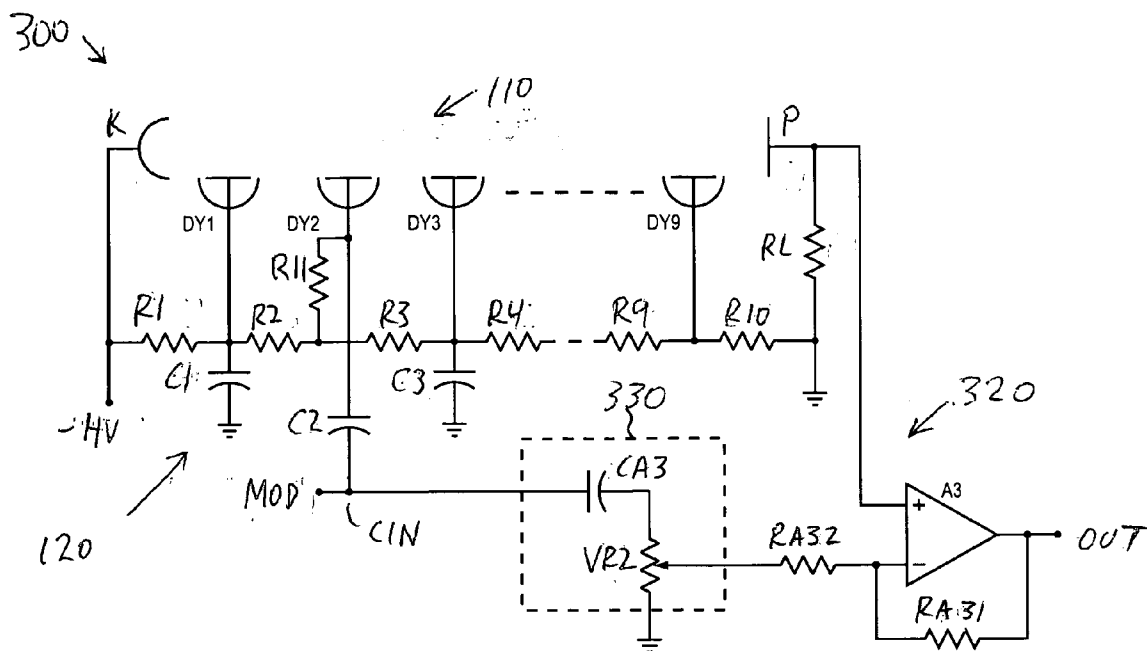 300
110
K
P
DY1
DY2
DY3
DY9
R11
RL
R1
R2
R3
R4
R9
R10
C1
C3
330
320
-HV
C2
CA3
A3
+
MOD
CIN
120
VR2
RA32
OUT
−
RA31